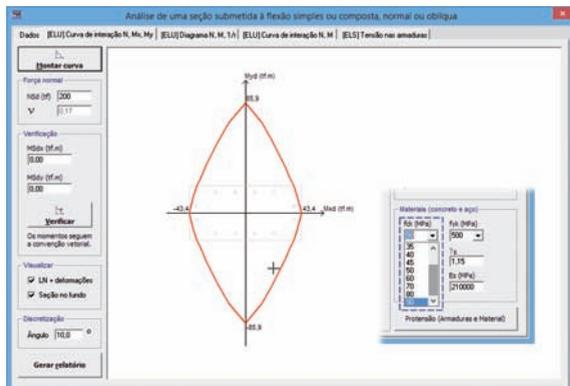 Análise de uma seção submetida à flexão simples ou composta, normal ou oblíqua
Dados [ELU] Curva de interação N, Mx, My [ELU] Diagrama N, M, 1/r [ELU] Curva de interação N, M [ELS] Tensão nas armaduras
Montar curva
Força normal
NSd (tf) 200
ν 0,17
Verificação
MSdx (tf.m)
0,00
MSdy (tf.m)
0,00
Verificar
Os momentos seguem
a convenção vetorial.
Visualizar
LN + deformações
Seção no fundo
Discretização
Ângulo 10,0 º
Gerar relatório
Myd (tf.m)
85,9
-43,4
43,4
Mxd (tf.m)
-85,9
Materiais (concreto e aço)
fck (MPa) fyk (MPa)
500
35
40
45
50
60
70
80
1,15
Es (MPa)
210000
Protensão (Armaduras e Material)